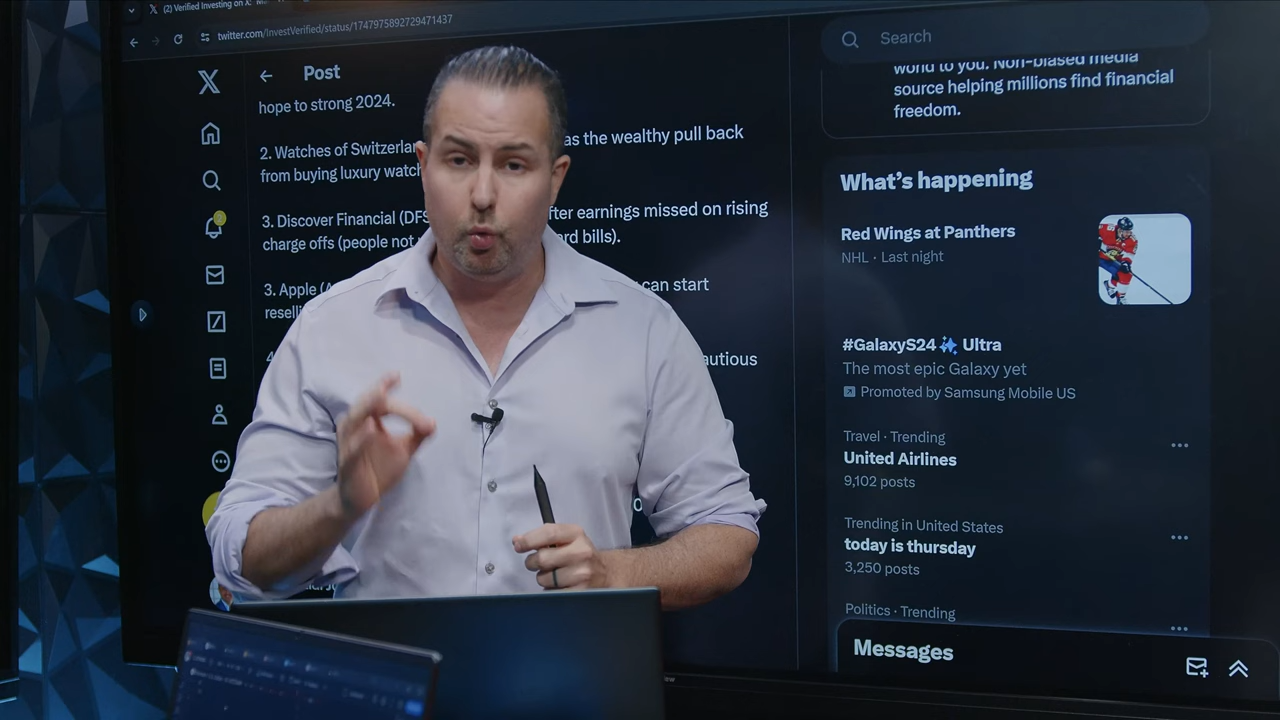 (2) Verified Investing on X:
twitter.com/InvestVerified/status/1747975892729471437
Post
hope to strong 2024.
2. Watches of Switzerlan as the wealthy pull back
from buying luxury watch
3. Discover Financial (DFS fter earnings missed on rising
charge offs (people not ard bills).
3. Apple (A can start
reselli
4 autious
Search
world to you. Non-biased media
source helping millions find financial
freedom.
What's happening
Red Wings at Panthers
NHL · Last night
#GalaxyS24 Ultra
The most epic Galaxy yet
Promoted by Samsung Mobile US
Travel · Trending
United Airlines
9,102 posts
Trending in United States
today is thursday
3,250 posts
Politics · Trending
Messages